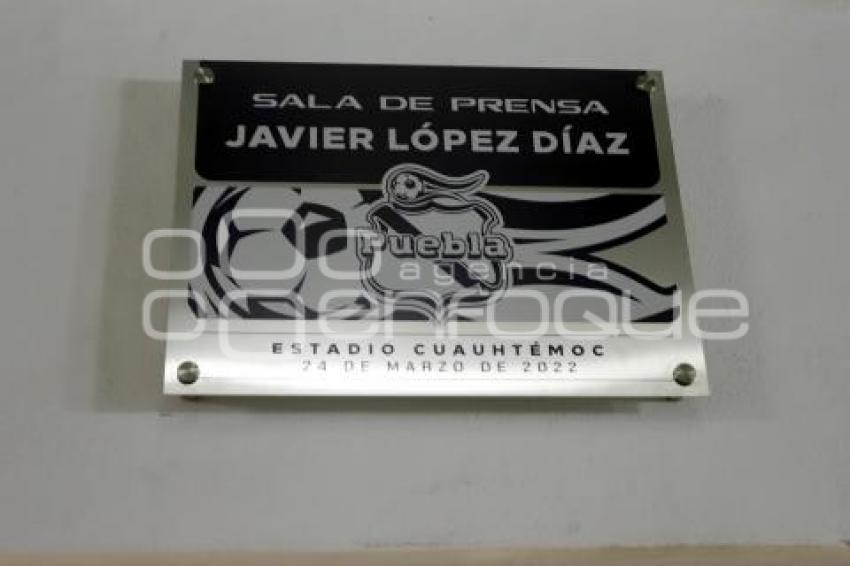 SALA DE PRENSA
JAVIER LÓPEZ DÍAZ
Puebla
agencia
enfoque
ESTADIO CUAUHTÉMOC
24 DE MARZO DE 2022